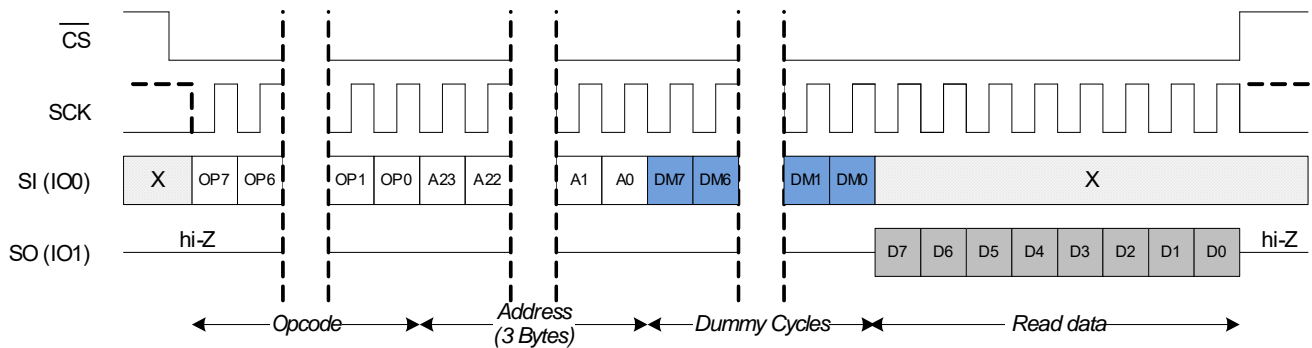 CS
SCK
SI (IO0) X OP7 OP6 OP1 OP0 A23 A22 A1 A0 DM7 DM6 DM1 DM0 X
SO (IO1) hi-Z D7 D6 D5 D4 D3 D2 D1 D0 hi-Z
Opcode Address (3 Bytes) Dummy Cycles Read data